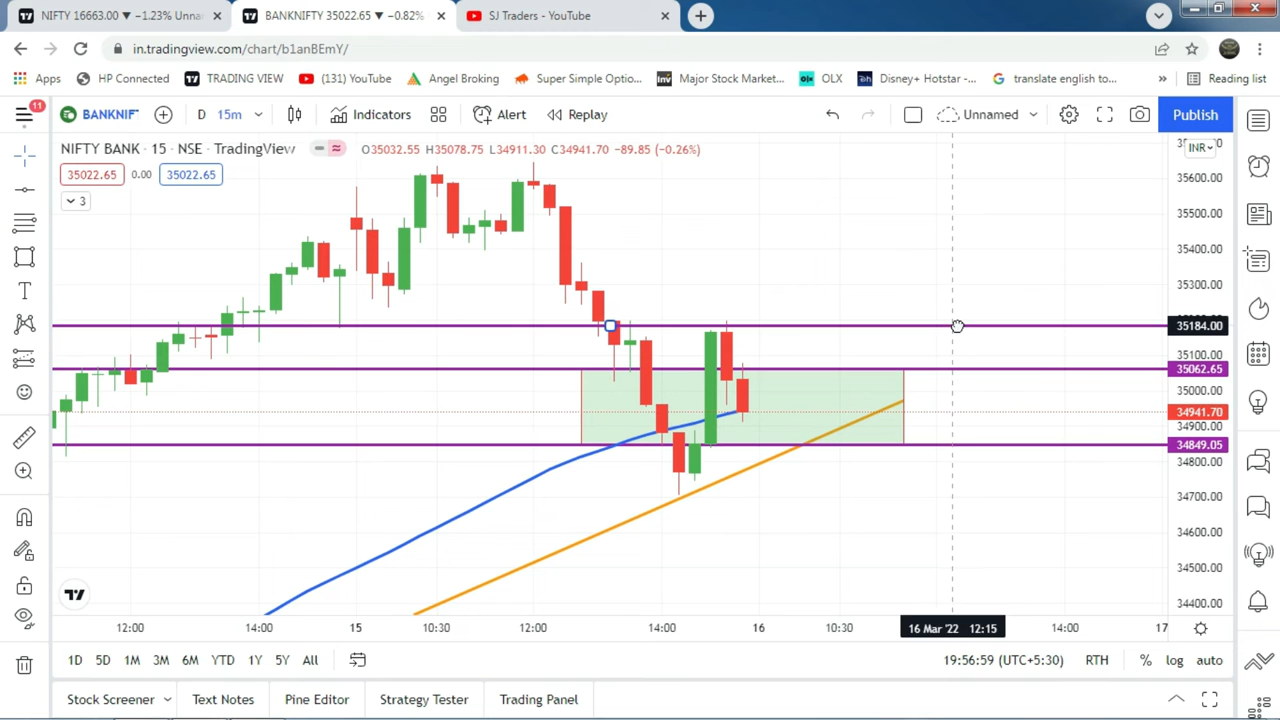 NIFTY 16663.00 ▼ −1.23% Unna
BANKNIFTY 35022.65 ▼ −0.82%
SJ Traders - YouTube
in.tradingview.com/chart/b1anBEmY/
Apps
HP Connected
TRADING VIEW
(131) YouTube
Angel Broking
Super Simple Optio...
Inv
Major Stock Market...
olx
OLX
Disney+ Hotstar -...
translate english to...
»
Reading list
11
BANKNIF
D
15m
Indicators
Alert
Replay
Unnamed
Publish
NIFTY BANK · 15 · NSE · TradingView
O35032.55 H35078.75 L34911.30 C34941.70 −89.85 (−0.26%)
INR
35022.65
0.00
35022.65
3
35600.00
35500.00
35400.00
35300.00
35184.00
35100.00
35062.65
35000.00
34941.70
34900.00
34849.05
34800.00
34700.00
34600.00
34500.00
34400.00
12:00
14:00
15
10:30
12:00
14:00
16
10:30
16 Mar '22 12:15
14:00
17
1D
5D
1M
3M
6M
YTD
1Y
5Y
All
19:56:59 (UTC+5:30)
RTH
%
log
auto
Stock Screener
Text Notes
Pine Editor
Strategy Tester
Trading Panel